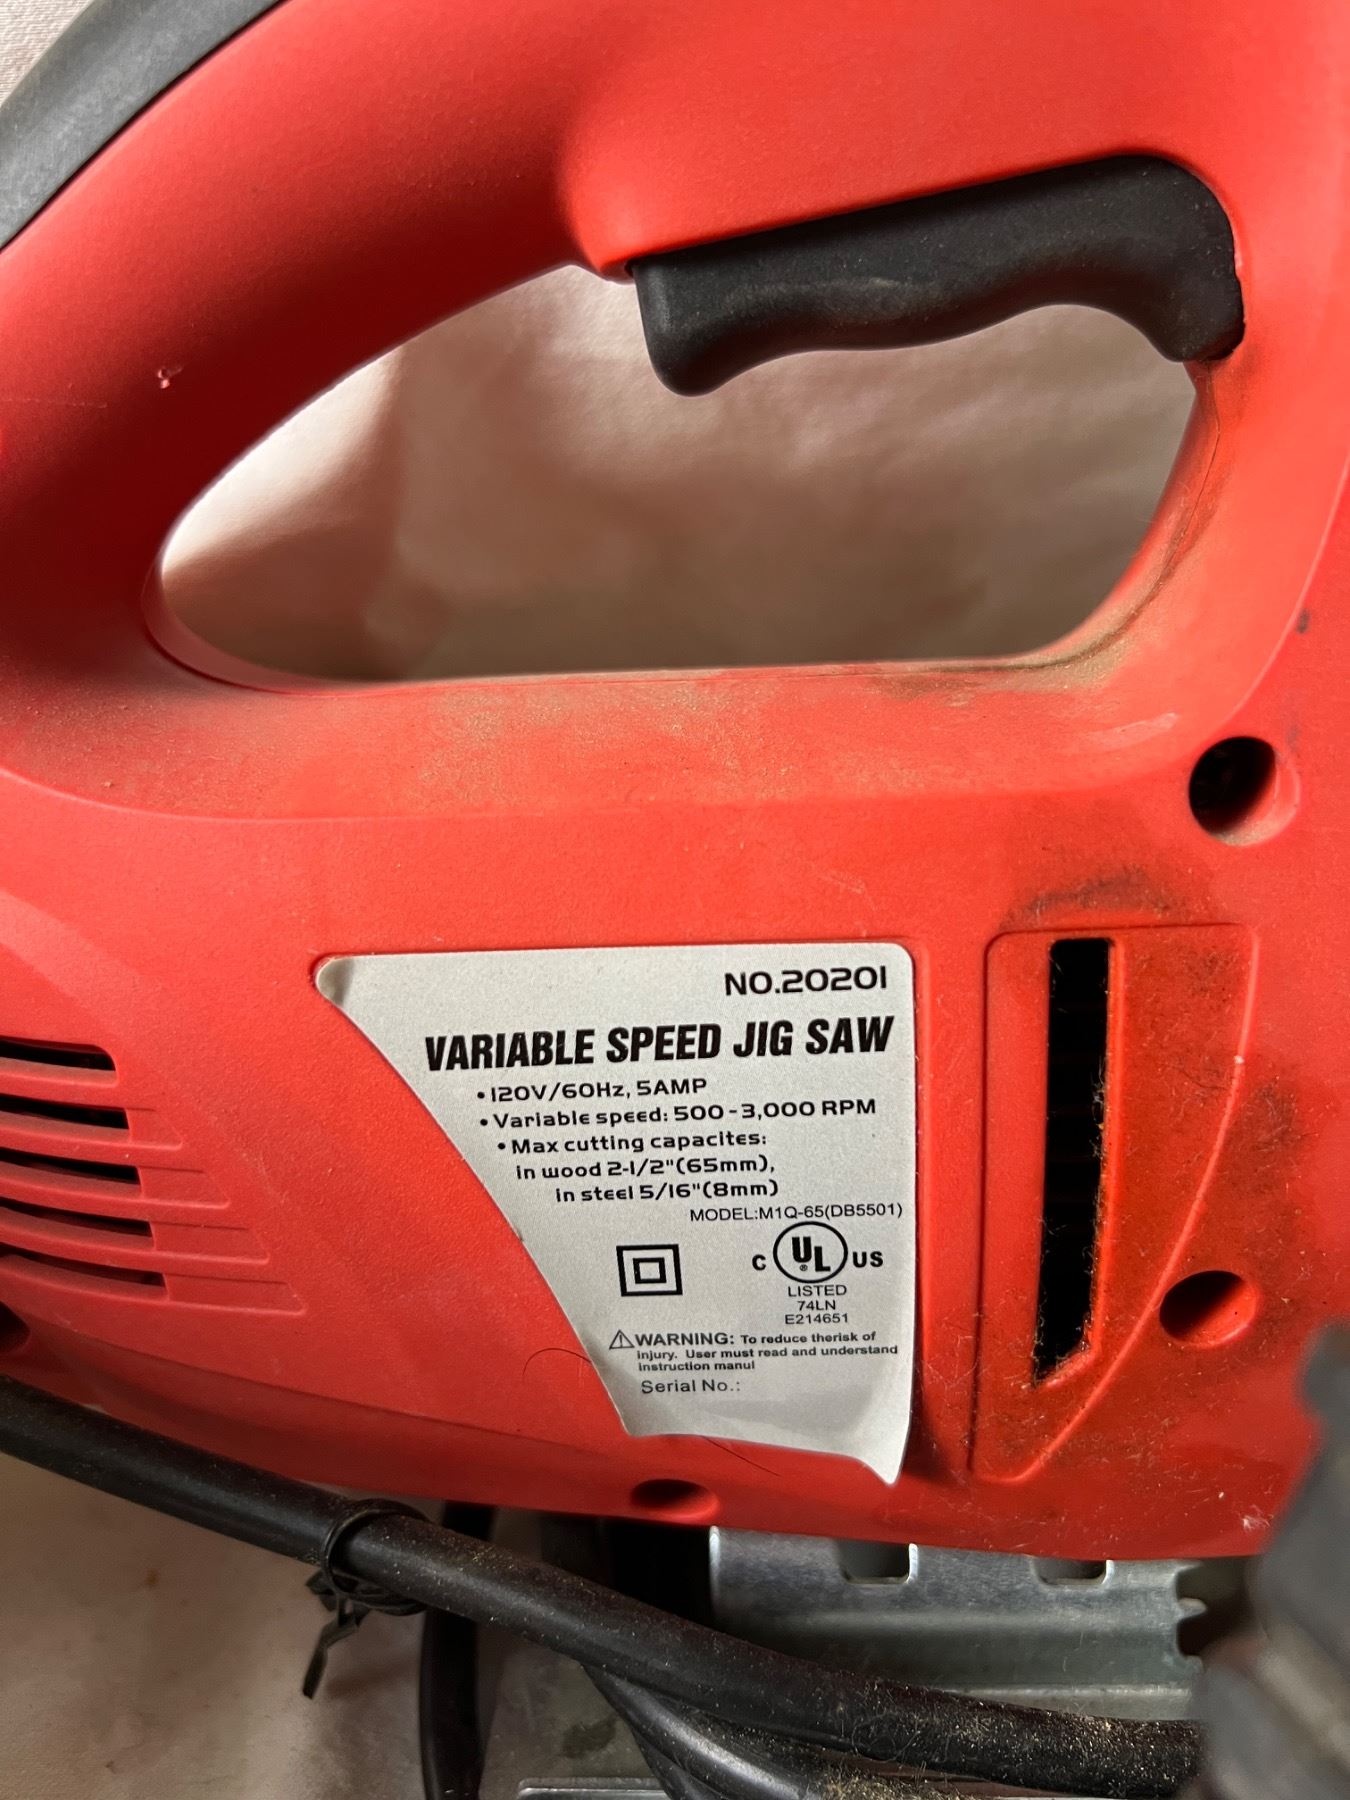 NO.20201
VARIABLE SPEED JIG SAW
•120V/60Hz, 5AMP
•Variable speed: 500-3,000 RPM
•Max cutting capacites:
in wood 2-1/2"(65mm),
in steel 5/16"(8mm)
MODEL:M1Q-65(DB5501)
C UL ® US
LISTED
74LN
E214651
⚠WARNING: To reduce therisk of
injury. User must read and understand
instruction manul
Serial No.: